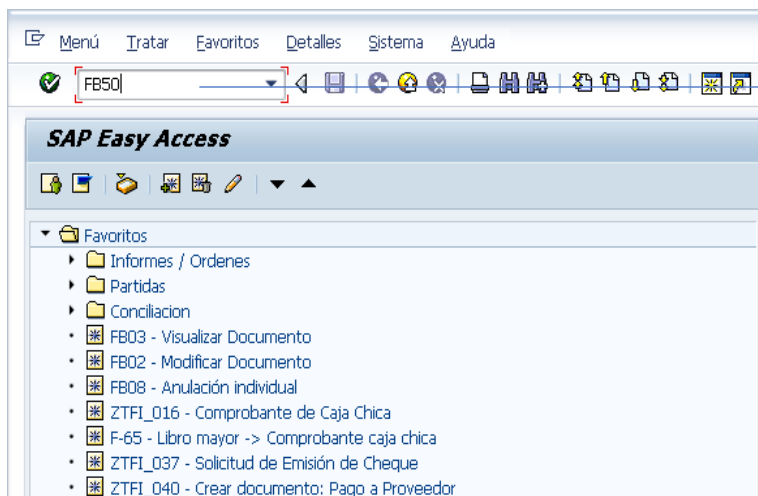 Menú Tratar Favoritos Detalles Sistema Ayuda
FB50
SAP Easy Access
Favoritos
Informes / Ordenes
Partidas
Conciliacion
FB03 - Visualizar Documento
FB02 - Modificar Documento
FB08 - Anulación individual
ZTFI_016 - Comprobante de Caja Chica
F-65 - Libro mayor -> Comprobante caja chica
ZTFI_037 - Solicitud de Emisión de Cheque
ZTFI_040 - Crear documento: Pago a Proveedor